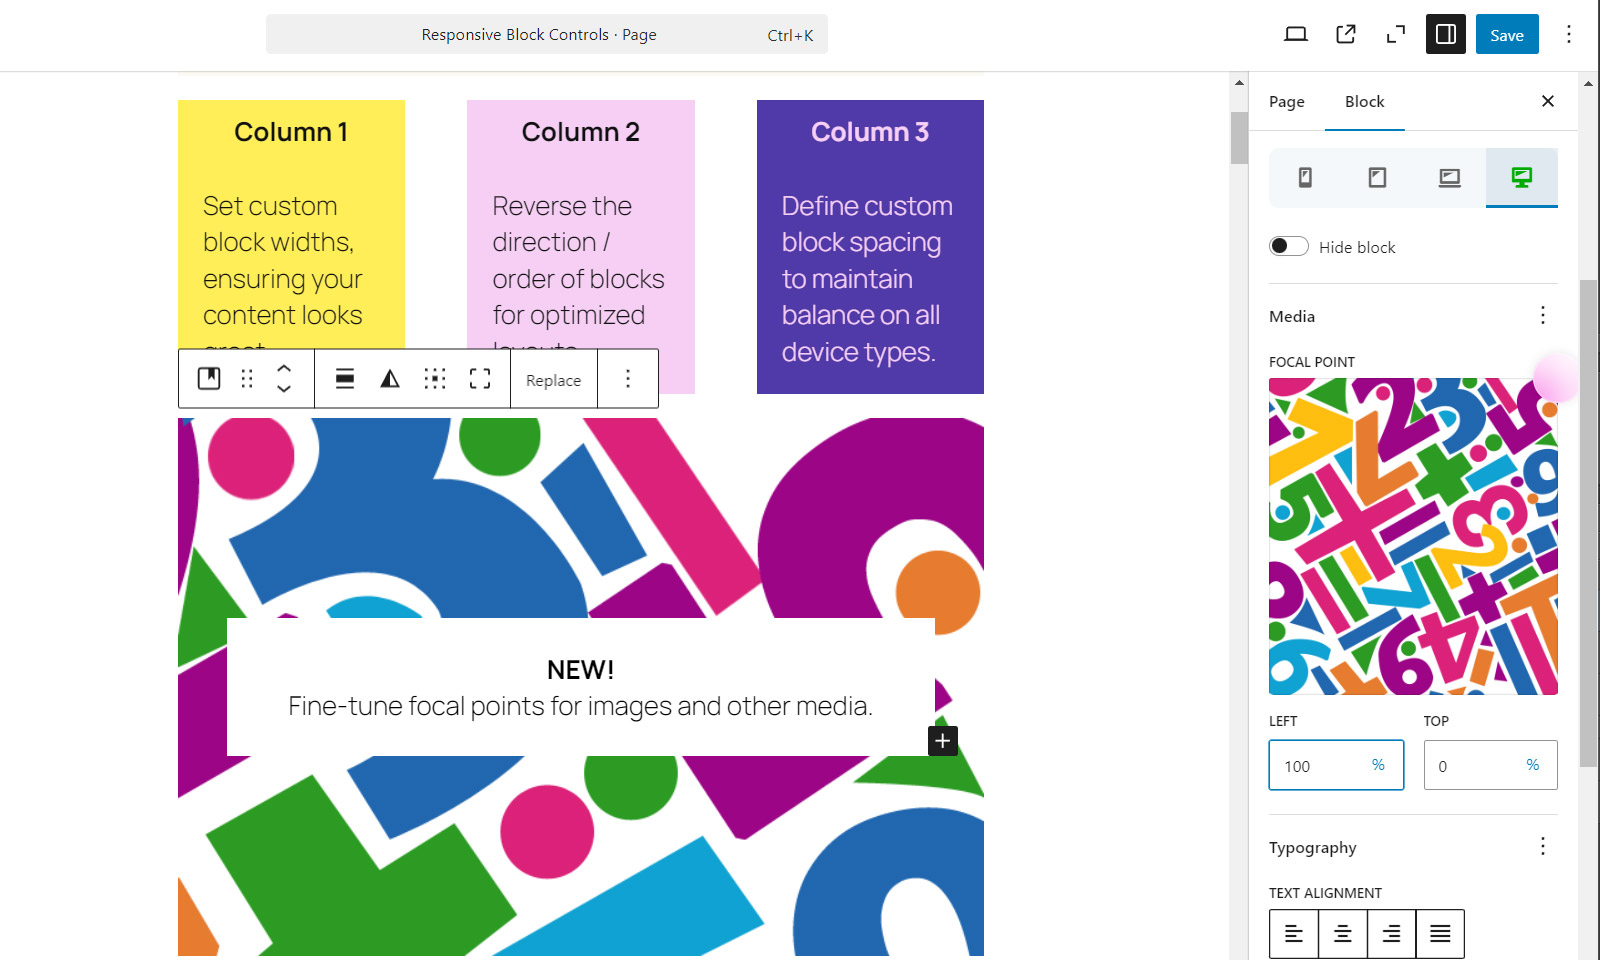 Responsive Block Controls · Page
Ctrl+K
Save
Column 1
Set custom
block widths,
ensuring your
content looks
Column 2
Reverse the
direction /
order of blocks
for optimized
Column 3
Define custom
block spacing
to maintain
balance on all
device types.
Replace
NEW!
Fine-tune focal points for images and other media.
Page
Block
Hide block
Media
FOCAL POINT
LEFT
TOP
100 %
0 %
Typography
TEXT ALIGNMENT